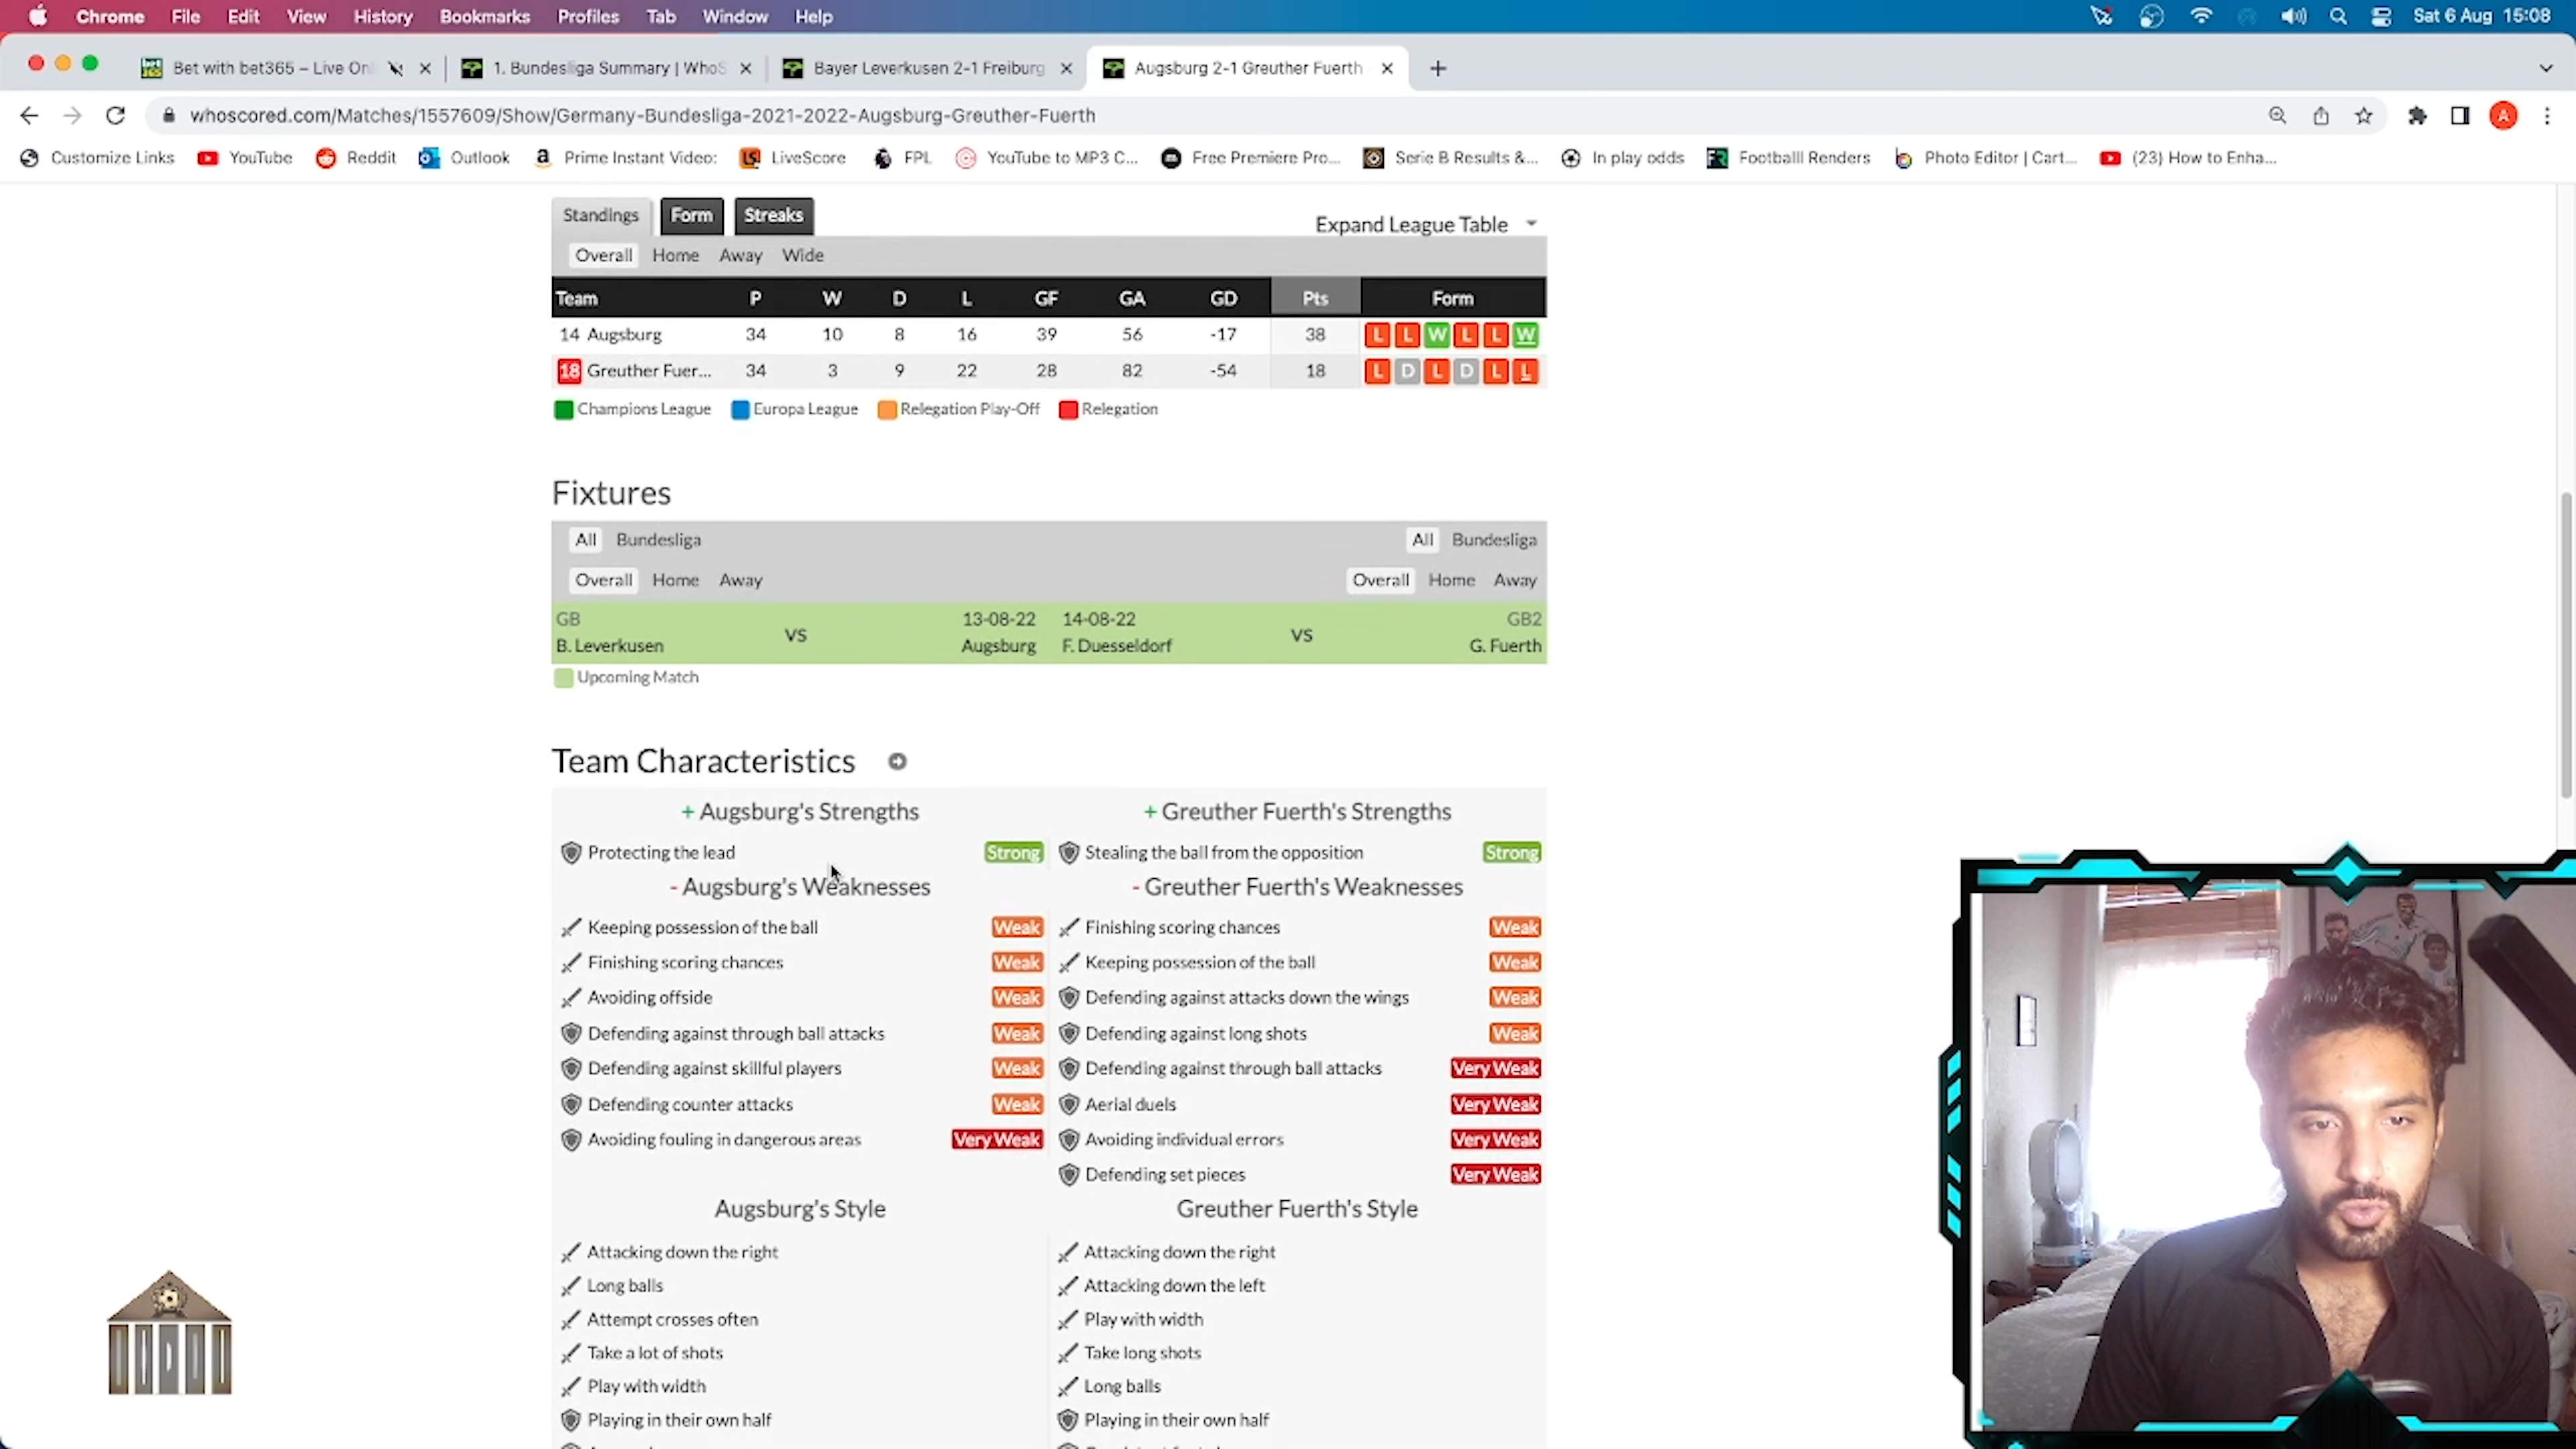 Chrome File Edit View History Bookmarks Profiles Tab Window Help Sat 6 Aug 15:08
Bet with bet365 – Live Onl 1. Bundesliga Summary | WhoS Bayer Leverkusen 2-1 Freiburg Augsburg 2-1 Greuther Fuerth
whoscored.com/Matches/1557609/Show/Germany-Bundesliga-2021-2022-Augsburg-Greuther-Fuerth A
Customize Links YouTube Reddit Outlook Prime Instant Video: LiveScore FPL YouTube to MP3 C... Free Premiere Pro... Serie B Results &... In play odds Footballl Renders Photo Editor | Cart... (23) How to Enha...
Standings Form Streaks Expand League Table
Overall Home Away Wide
Team P W D L GF GA GD Pts Form
14 Augsburg 34 10 8 16 39 56 -17 38 L L W L L W
18 Greuther Fuer... 34 3 9 22 28 82 -54 18 L D L D L L
Champions League Europa League Relegation Play-Off Relegation
Fixtures
All Bundesliga All Bundesliga
Overall Home Away Overall Home Away
GB 13-08-22 14-08-22 GB2
B. Leverkusen vs Augsburg F. Duesseldorf vs G. Fuerth
Upcoming Match
Team Characteristics
+ Augsburg's Strengths + Greuther Fuerth's Strengths
Protecting the lead Strong Stealing the ball from the opposition Strong
- Augsburg's Weaknesses - Greuther Fuerth's Weaknesses
Keeping possession of the ball Weak Finishing scoring chances Weak
Finishing scoring chances Weak Keeping possession of the ball Weak
Avoiding offside Weak Defending against attacks down the wings Weak
Defending against through ball attacks Weak Defending against long shots Weak
Defending against skillful players Weak Defending against through ball attacks Very Weak
Defending counter attacks Weak Aerial duels Very Weak
Avoiding fouling in dangerous areas Very Weak Avoiding individual errors Very Weak
Defending set pieces Very Weak
Augsburg's Style Greuther Fuerth's Style
Attacking down the right Attacking down the right
Long balls Attacking down the left
Attempt crosses often Play with width
Take a lot of shots Take long shots
Play with width Long balls
Playing in their own half Playing in their own half